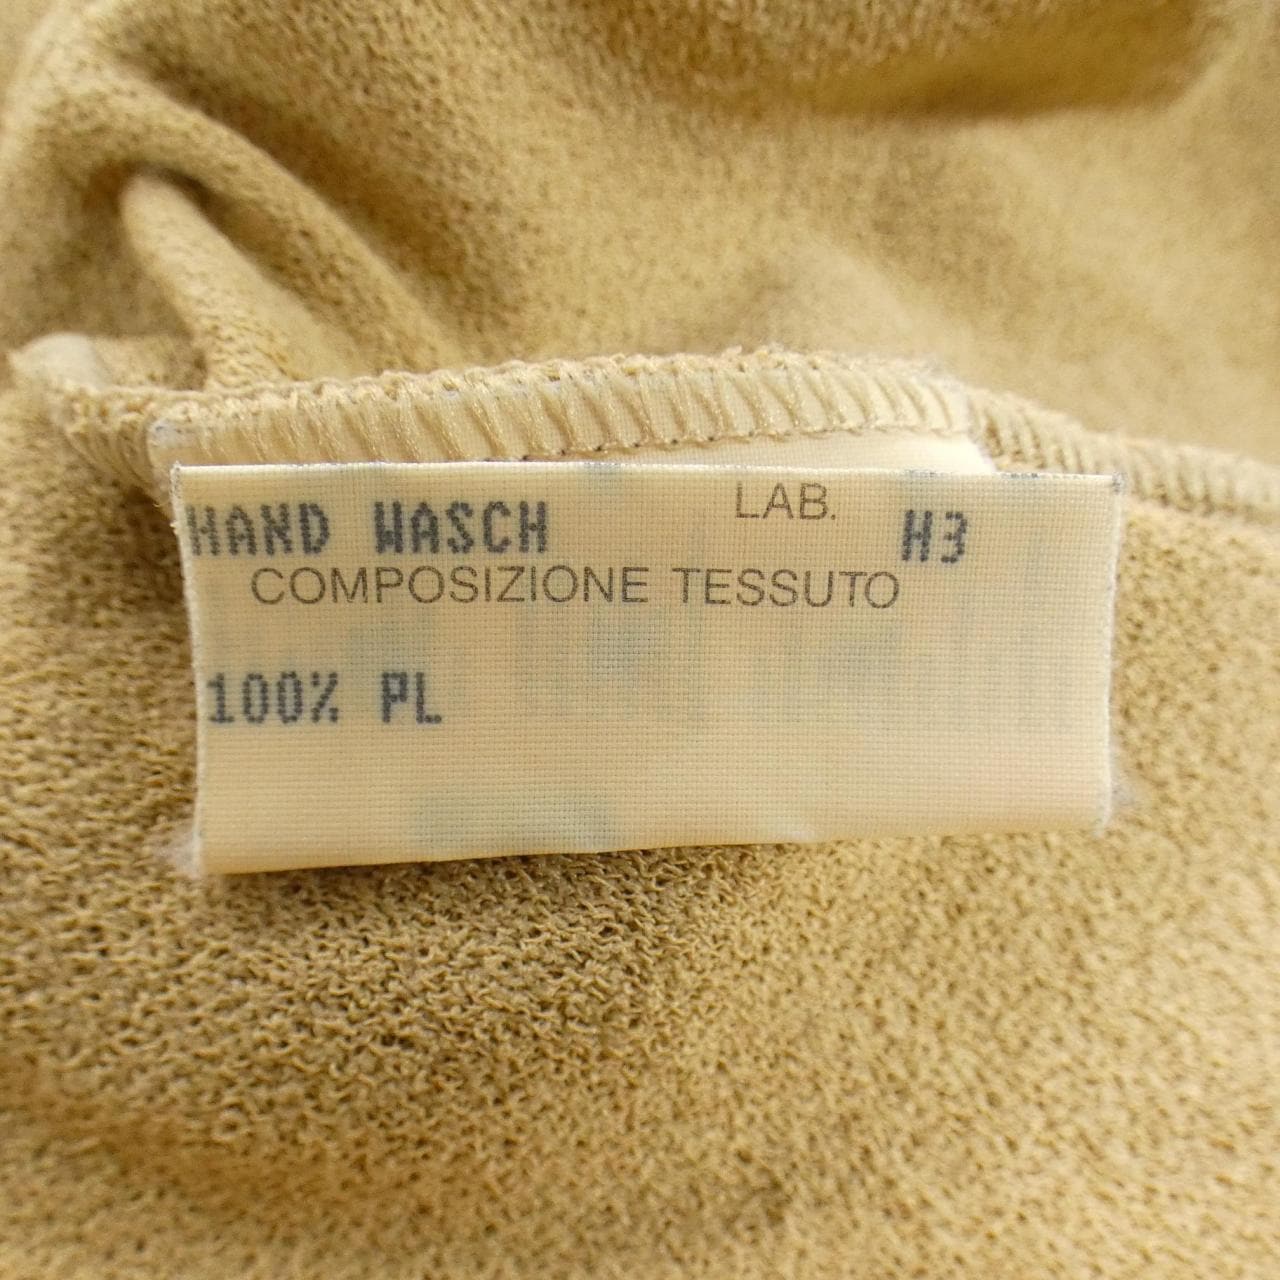 HAND WASCH LAB. H3
COMPOSIZIONE TESSUTO
100% PL